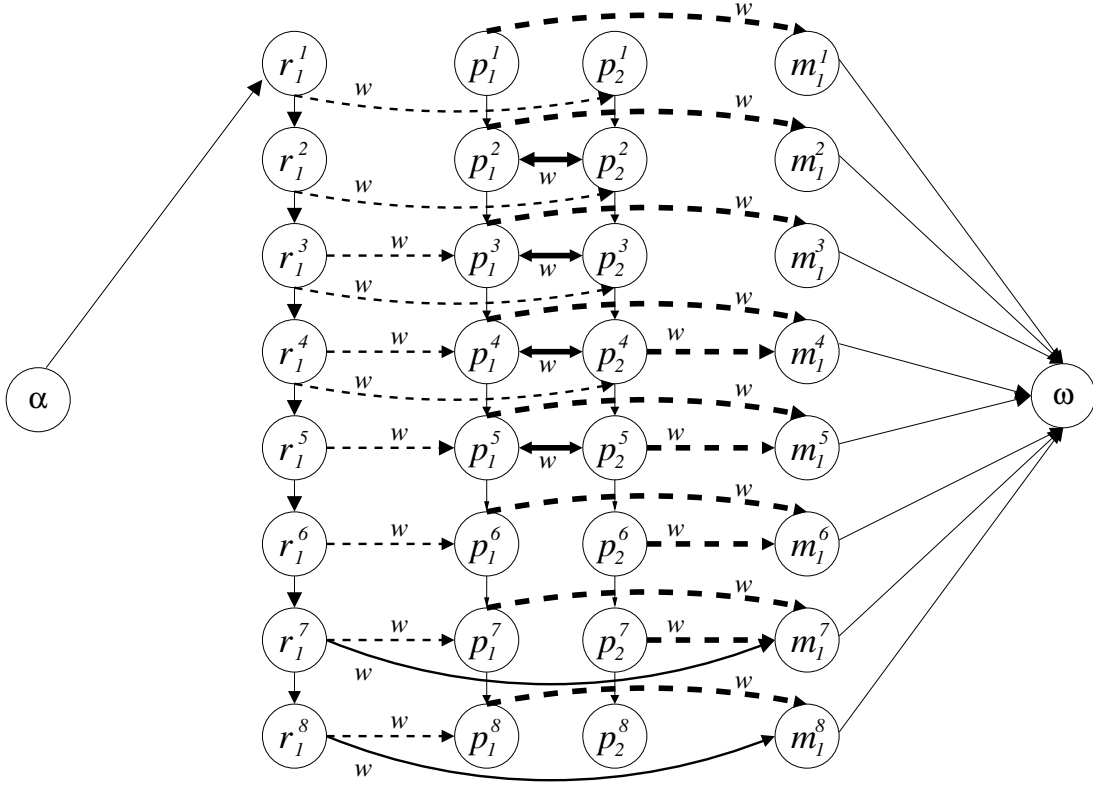 w
r_1^1 p_1^1 p_2^1 m_1^1
w w
r_1^2 p_1^2 w p_2^2 m_1^2
w w
r_1^3 w p_1^3 w p_2^3 m_1^3
w w
r_1^4 w p_1^4 w p_2^4 w m_1^4
α w w ω
r_1^5 w p_1^5 w p_2^5 w m_1^5
w
r_1^6 w p_1^6 p_2^6 w m_1^6
w
r_1^7 w p_1^7 p_2^7 w m_1^7
w w
r_1^8 w p_1^8 p_2^8 m_1^8
w